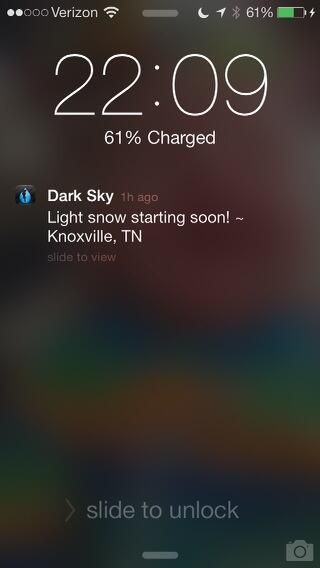 Verizon 61%
22:09
61% Charged
Dark Sky 1h ago
Light snow starting soon! ~
Knoxville, TN
slide to view
slide to unlock